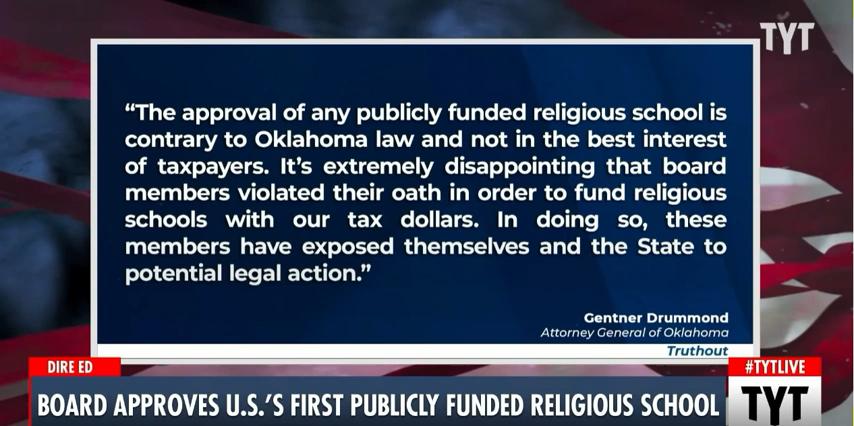 TYT
“The approval of any publicly funded religious school is
contrary to Oklahoma law and not in the best interest
of taxpayers. It’s extremely disappointing that board
members violated their oath in order to fund religious
schools with our tax dollars. In doing so, these
members have exposed themselves and the State to
potential legal action.”
Gentner Drummond
Attorney General of Oklahoma
Truthout
DIRE ED
#TYTLIVE
BOARD APPROVES U.S.'S FIRST PUBLICLY FUNDED RELIGIOUS SCHOOL
TYT